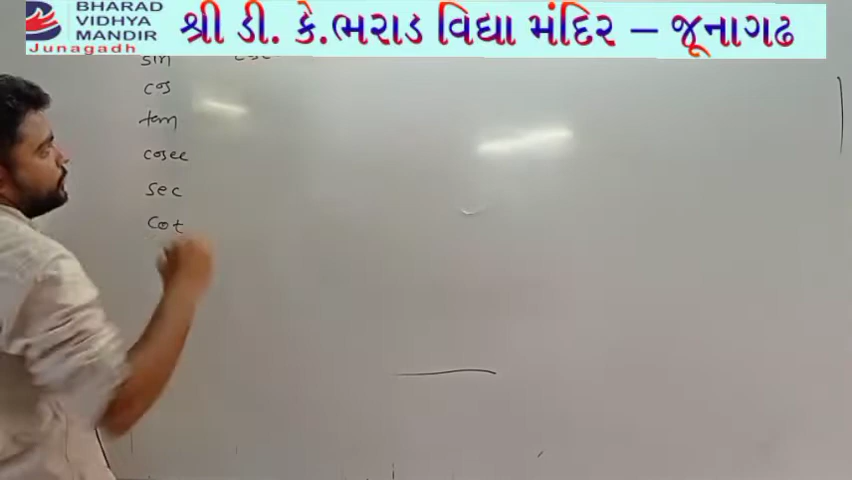 BHARAD
VIDHYA
MANDIR
Junagadh
શ્રી ડી. કે.ભરાડ વિદ્યા મંદિર – જૂનાગઢ
sin
cos
tan
cosec
sec
cot